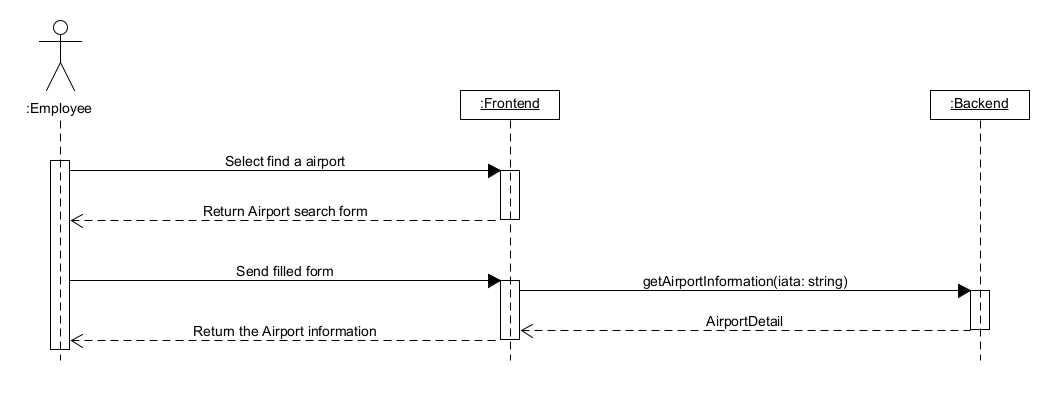 :Employee
:Frontend
:Backend
Select find a airport
Return Airport search form
Send filled form
getAirportInformation(iata: string)
AirportDetail
Return the Airport information